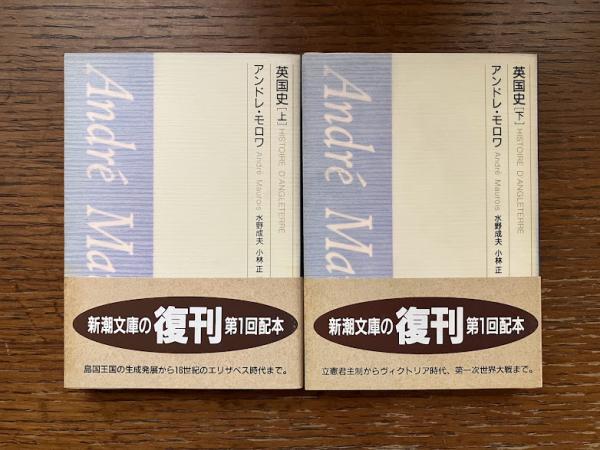 英国史[上] HISTOIRE D'ANGLETERRE
アンドレ・モロワ André Maurois 水野成夫 小林 正
André Ma
新潮文庫の復刊第1回配本
島国王国の生成発展から16世紀のエリザベス時代まで。
英国史[下] HISTOIRE D'ANGLETERRE
アンドレ・モロワ André Maurois 水野成夫 小林 正
André Ma
新潮文庫の復刊第1回配本
立憲君主制からヴィクトリア時代、第一次世界大戦まで。